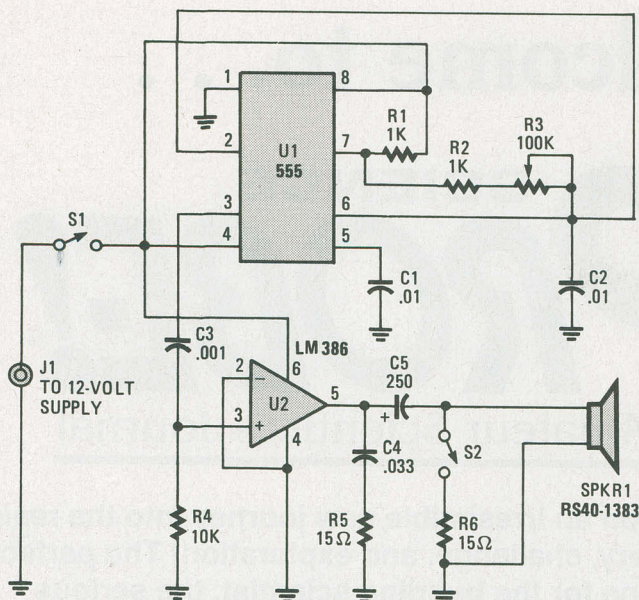 1
8
R1
1K
R3
100K
2
7
R2
1K
U1
555
3
6
4
5
S1
C1
.01
C2
.01
C3
.001
LM386
J1
TO 12-VOLT
SUPPLY
2
−
6
U2
5
C5
250
+
3
+
4
C4
.033
S2
SPKR1
RS40-1383
R4
10K
R5
15Ω
R6
15Ω